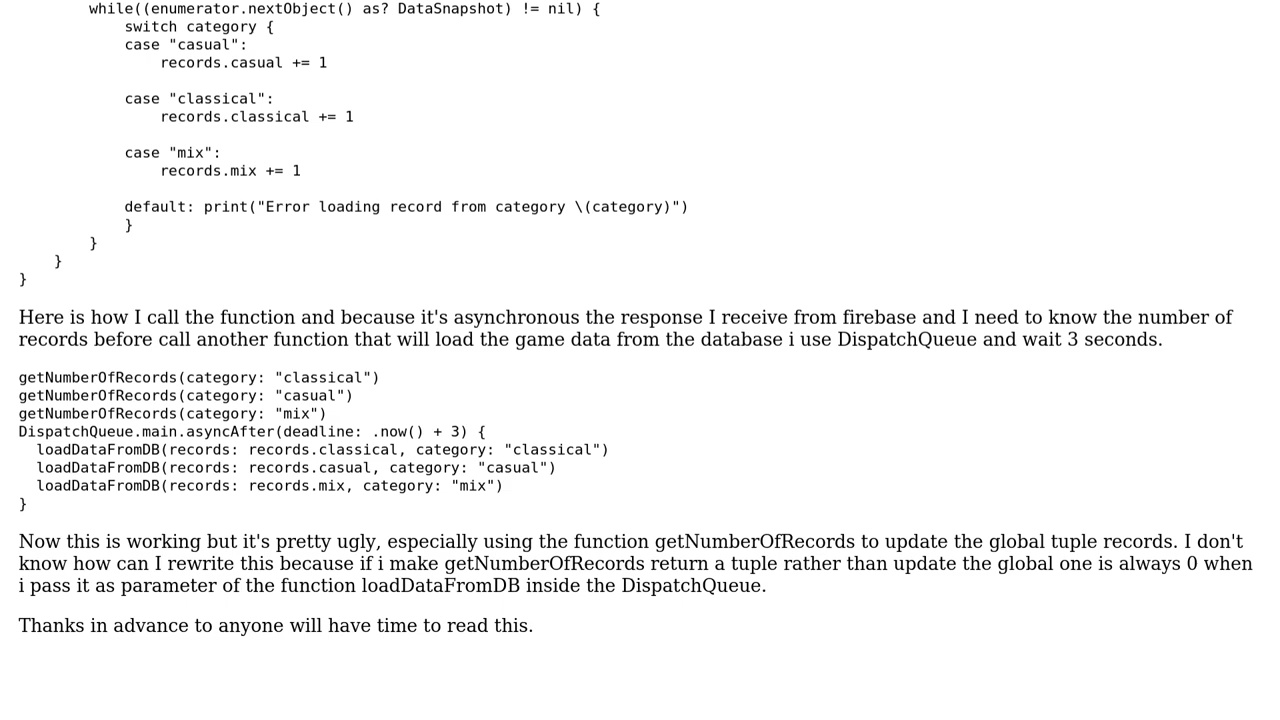 while((enumerator.nextObject() as? DataSnapshot) != nil) {
            switch category {
            case "casual":
                records.casual += 1

            case "classical":
                records.classical += 1

            case "mix":
                records.mix += 1

            default: print("Error loading record from category \(category)")
            }
        }
    }
}
Here is how I call the function and because it's asynchronous the response I receive from firebase and I need to know the number of
records before call another function that will load the game data from the database i use DispatchQueue and wait 3 seconds.
getNumberOfRecords(category: "classical")
getNumberOfRecords(category: "casual")
getNumberOfRecords(category: "mix")
DispatchQueue.main.asyncAfter(deadline: .now() + 3) {
  loadDataFromDB(records: records.classical, category: "classical")
  loadDataFromDB(records: records.casual, category: "casual")
  loadDataFromDB(records: records.mix, category: "mix")
}
Now this is working but it's pretty ugly, especially using the function getNumberOfRecords to update the global tuple records. I don't
know how can I rewrite this because if i make getNumberOfRecords return a tuple rather than update the global one is always 0 when
i pass it as parameter of the function loadDataFromDB inside the DispatchQueue.
Thanks in advance to anyone will have time to read this.